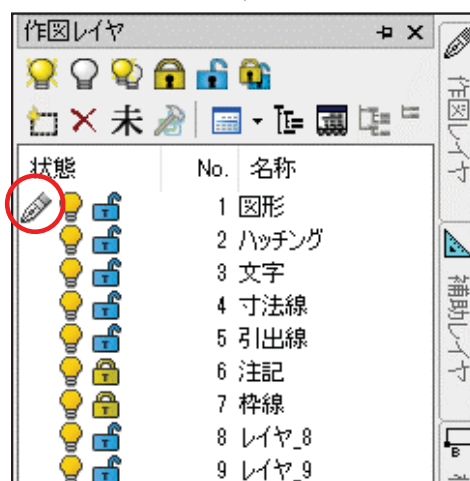 作図レイヤ
未
状態 No. 名称
1 図形
2 ハッチング
3 文字
4 寸法線
5 引出線
6 注記
7 枠線
8 レイヤ_8
9 レイヤ_9
作図レイヤ
補助レイヤ
B